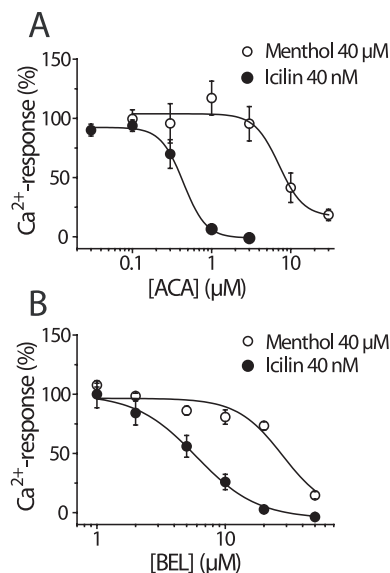 A
150
Menthol 40 µM
Icilin 40 nM
100
50
0
Ca2+-response (%)
0.1
1
10
[ACA] (µM)
B
150
Menthol 40 µM
Icilin 40 nM
100
50
0
Ca2+-response (%)
1
10
[BEL] (µM)